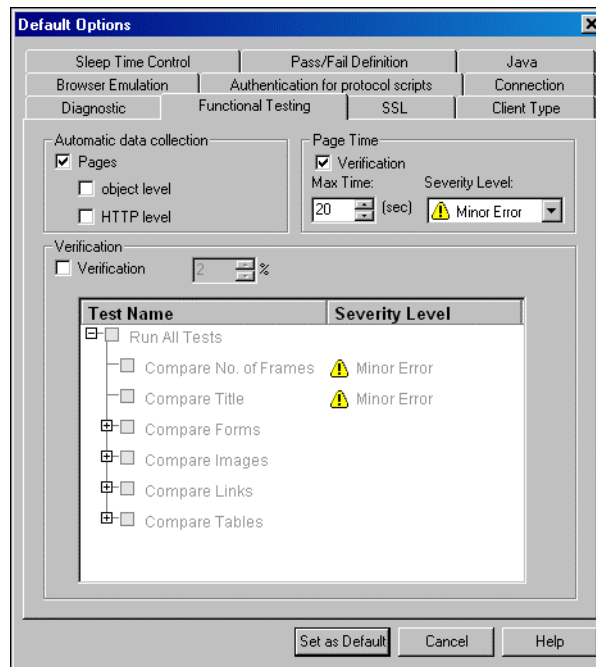 Default Options
Sleep Time Control Pass/Fail Definition Java
Browser Emulation Authentication for protocol scripts Connection
Diagnostic Functional Testing SSL Client Type
Automatic data collection
Pages
object level
HTTP level
Page Time
Verification
Max Time: Severity Level:
20 (sec) Minor Error
Verification
Verification 2 %
Test Name Severity Level
Run All Tests
Compare No. of Frames Minor Error
Compare Title Minor Error
Compare Forms
Compare Images
Compare Links
Compare Tables
Set as Default Cancel Help